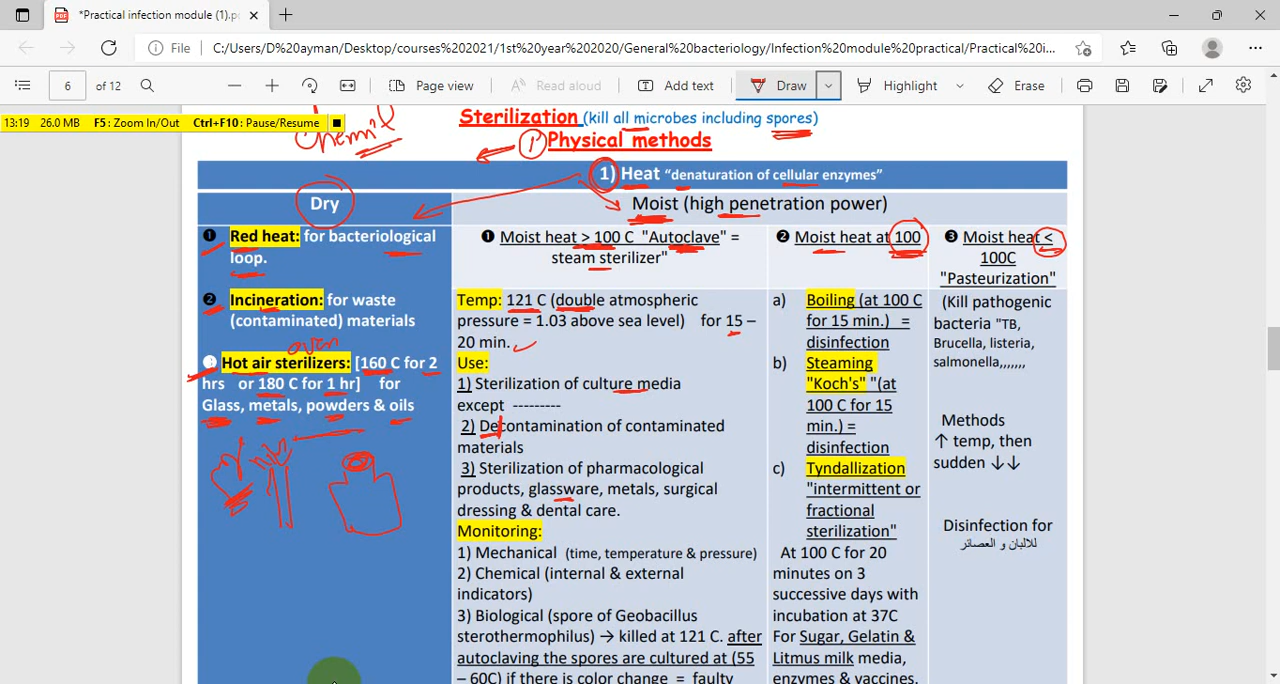 *Practical infection module (1).p
File
C:/Users/D%20ayman/Desktop/courses%202021/1st%20year%202020/General%20bacteriology/Infection%20module%20practical/Practical%20i...
6 of 12
Page view
Read aloud
Add text
Draw
Highlight
Erase
13:19 26.0 MB F5: Zoom In/Out Ctrl+F10: Pause/Resume
Sterilization (kill all microbes including spores)
1 Physical methods
1) Heat “denaturation of cellular enzymes”
Dry
Moist (high penetration power)
❶ Red heat: for bacteriological
loop.
❷ Incineration: for waste
(contaminated) materials
oven
Hot air sterilizers: [160 C for 2
hrs or 180 C for 1 hr] for
Glass, metals, powders & oils
❶ Moist heat > 100 C "Autoclave" =
steam sterilizer"
Temp: 121 C (double atmospheric
pressure = 1.03 above sea level) for 15 –
20 min.
Use:
1) Sterilization of culture media
except ---------
2) Decontamination of contaminated
materials
3) Sterilization of pharmacological
products, glassware, metals, surgical
dressing & dental care.
Monitoring:
1) Mechanical (time, temperature & pressure)
2) Chemical (internal & external
indicators)
3) Biological (spore of Geobacillus
sterothermophilus) → killed at 121 C. after
autoclaving the spores are cultured at (55
– 60C) if there is color change = faulty
❷ Moist heat at 100
a) Boiling (at 100 C
for 15 min.) =
disinfection
b) Steaming
"Koch's" "(at
100 C for 15
min.) =
disinfection
c) Tyndallization
"intermittent or
fractional
sterilization"
At 100 C for 20
minutes on 3
successive days with
incubation at 37C
For Sugar, Gelatin &
Litmus milk media,
enzymes & vaccines.
❸ Moist heat <
100C
"Pasteurization"
(Kill pathogenic
bacteria "TB,
Brucella, listeria,
salmonella,,,,,,,
Methods
↑ temp, then
sudden ↓↓
Disinfection for
للالبان و العصائر